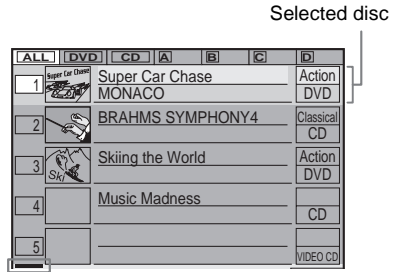 Selected disc
ALL DVD CD A B C D
1 Super Car Chase Super Car Chase Action
MONACO DVD
2 BRAHMS SYMPHONY4 Classical
CD
3 Ski Skiing the World Action
DVD
4 Music Madness
CD
5
VIDEO CD